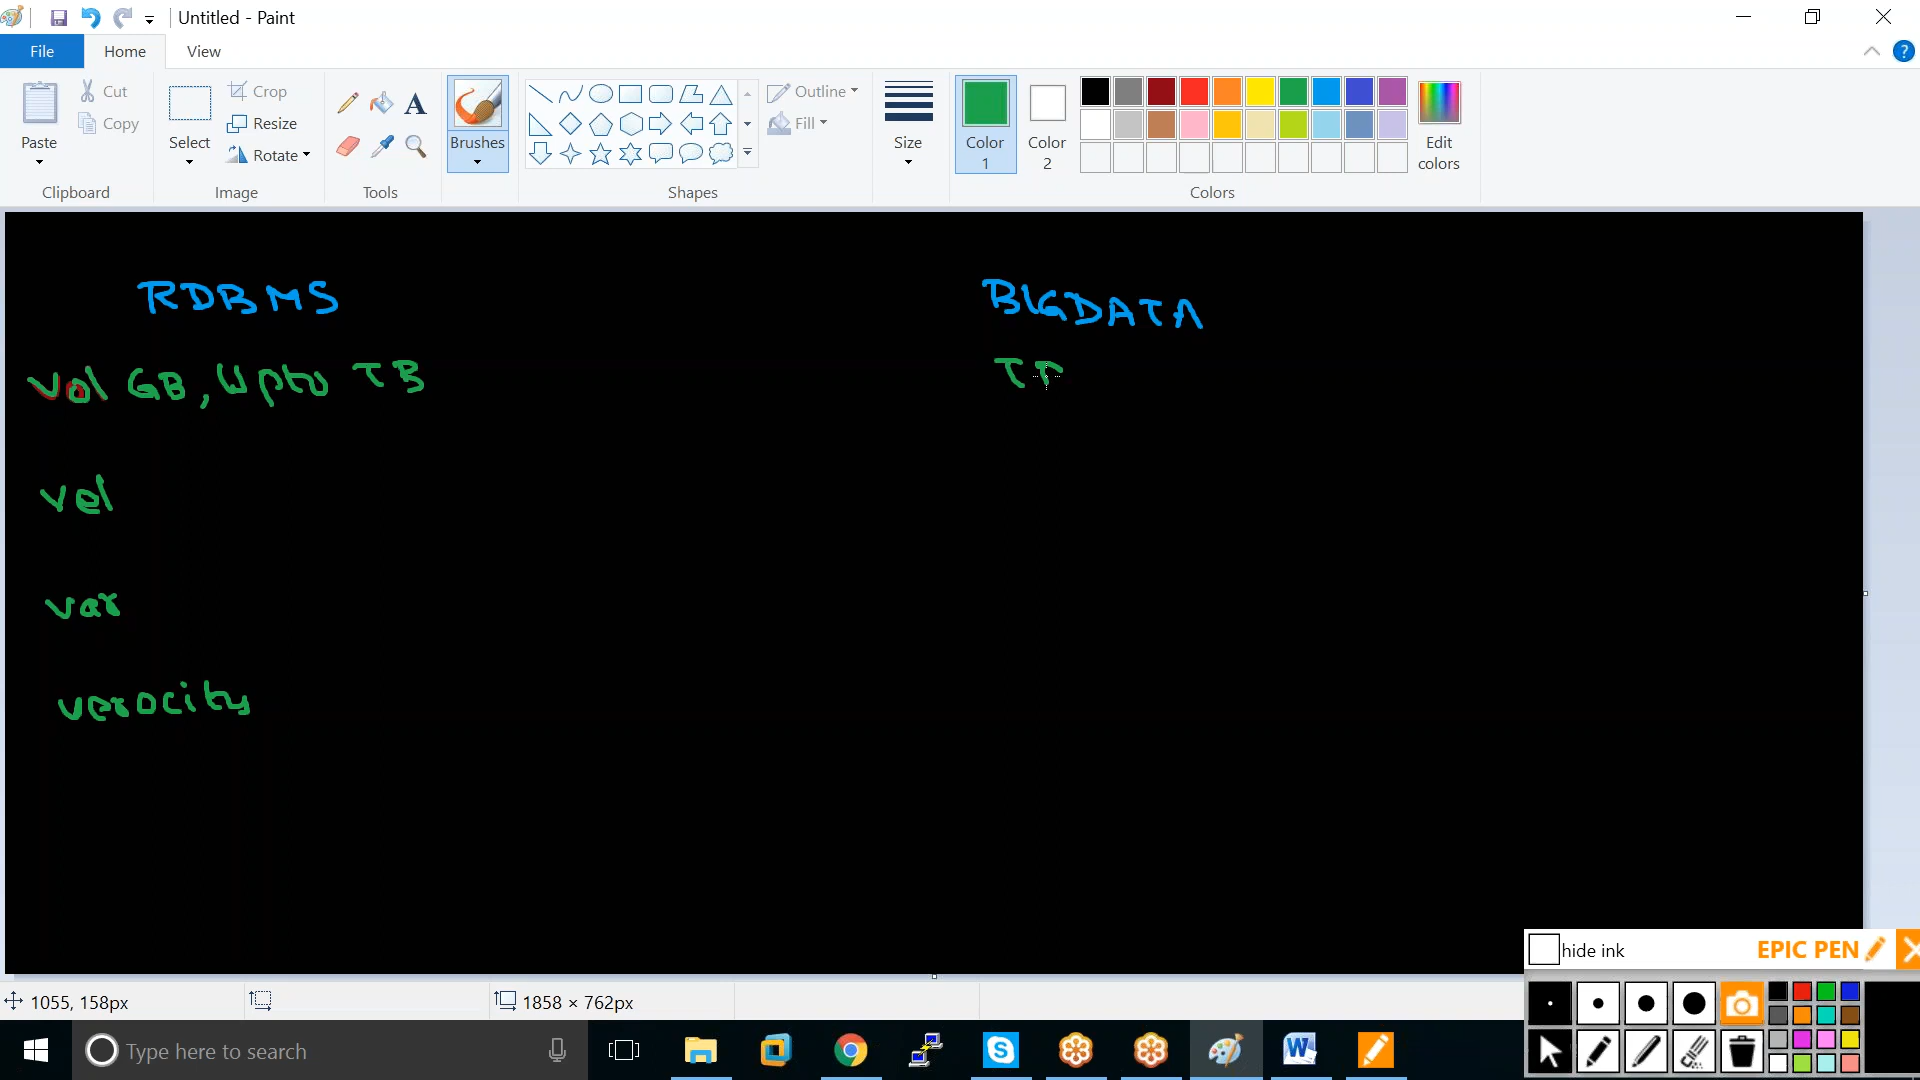 Untitled - Paint
File Home View
Paste
Cut
Copy
Clipboard
Select
Crop
Resize
Rotate
Image
Tools
Brushes
Shapes
Outline
Fill
Size
Color 1
Color 2
Edit colors
Colors
RDBMS BIGDATA
Vol GB, Upto TB T
Vel
Var
verocity
1055, 158px
1858 × 762px
hide ink EPIC PEN
Type here to search